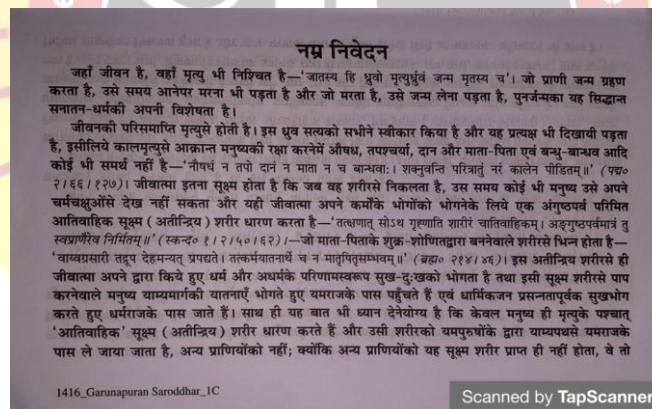 नम्र निवेदन
जहाँ जीवन है, वहाँ मृत्यु भी निश्चित है—'जातस्य हि ध्रुवो मृत्युर्ध्रुवं जन्म मृतस्य च'। जो प्राणी जन्म ग्रहण
करता है, उसे समय आनेपर मरना भी पड़ता है और जो मरता है, उसे जन्म लेना पड़ता है, पुनर्जन्मका यह सिद्धान्त
सनातन-धर्मकी अपनी विशेषता है।
जीवनकी परिसमाप्ति मृत्युसे होती है। इस ध्रुव सत्यको सभीने स्वीकार किया है और यह प्रत्यक्ष भी दिखायी पड़ता
है, इसीलिये कालमृत्युसे आक्रान्त मनुष्यकी रक्षा करनेमें औषध, तपश्चर्या, दान और माता-पिता एवं बन्धु-बान्धव आदि
कोई भी समर्थ नहीं है—'नौषधं न तपो दानं न माता न च बान्धवाः। शक्नुवन्ति परित्रातुं नरं कालेन पीडितम्॥' (पद्म०
२।६६।१२७)। जीवात्मा इतना सूक्ष्म होता है कि जब वह शरीरसे निकलता है, उस समय कोई भी मनुष्य उसे अपने
चर्मचक्षुओंसे देख नहीं सकता और यही जीवात्मा अपने कर्मोंके भोगोंको भोगनेके लिये एक अंगुष्ठपर्व परिमित
आतिवाहिक सूक्ष्म (अतीन्द्रिय) शरीर धारण करता है—'तत्क्षणात् सोऽथ गृह्णाति शारीरं चातिवाहिकम्। अङ्गुष्ठपर्वमात्रं तु
स्वप्राणैरेव निर्मितम्॥' (स्कन्द० १।२।५०।६२)।—जो माता-पिताके शुक्र-शोणितद्वारा बननेवाले शरीरसे भिन्न होता है—
'वाय्वग्रसारी तद्रूप देहमन्यत् प्रपद्यते। तत्कर्मयातनार्थे च न मातृपितृसम्भवम्॥' (ब्रह्म० २१४।४६)। इस अतीन्द्रिय शरीरसे ही
जीवात्मा अपने द्वारा किये हुए धर्म और अधर्मके परिणामस्वरूप सुख-दुःखको भोगता है तथा इसी सूक्ष्म शरीरसे पाप
करनेवाले मनुष्य याम्यमार्गकी यातनाएँ भोगते हुए यमराजके पास पहुँचते हैं एवं धार्मिकजन प्रसन्नतापूर्वक सुखभोग
करते हुए धर्मराजके पास जाते हैं। साथ ही यह बात भी ध्यान देनेयोग्य है कि केवल मनुष्य ही मृत्युके पश्चात्
'आतिवाहिक' सूक्ष्म (अतीन्द्रिय) शरीर धारण करते हैं और उसी शरीरको यमपुरुषोंके द्वारा याम्यपथसे यमराजके
पास ले जाया जाता है, अन्य प्राणियोंको नहीं; क्योंकि अन्य प्राणियोंको यह सूक्ष्म शरीर प्राप्त ही नहीं होता, वे तो
1416_Garunapuran Saroddhar_1C
Scanned by TapScanner